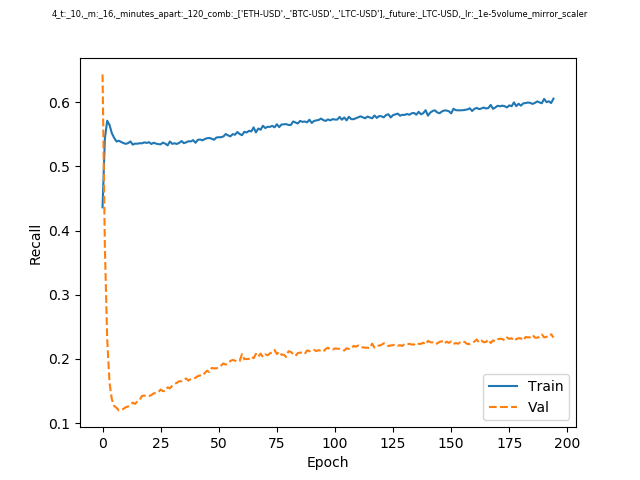 4_t:_10,_m:_16,_minutes_apart:_120_comb:_['ETH-USD',_'BTC-USD',_'LTC-USD'],_future:_LTC-USD,_lr:_1e-5volume_mirror_scaler
0.6
0.5
0.4
0.3
0.2
0.1
Recall
Train
Val
0 25 50 75 100 125 150 175 200
Epoch